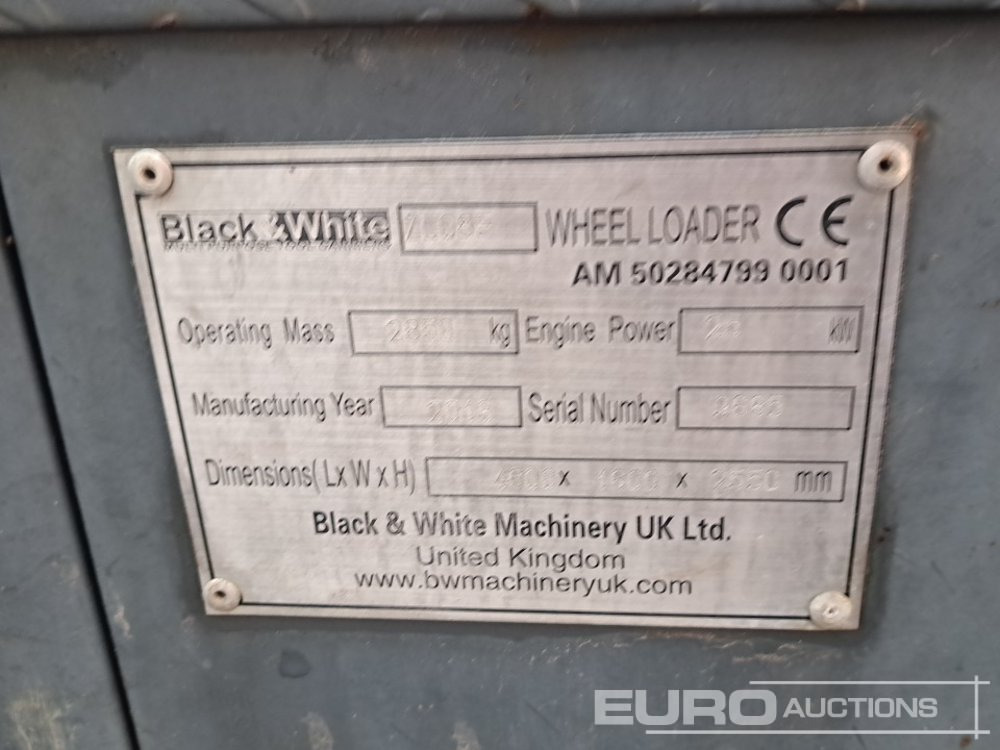 Black &White WHEEL LOADER CE
AM 50284799 0001
Operating Mass kg Engine Power kW
Manufacturing Year Serial Number
Dimensions( L x W x H) x x mm
Black & White Machinery UK Ltd.
United Kingdom
www.bwmachineryuk.com
EURO AUCTIONS